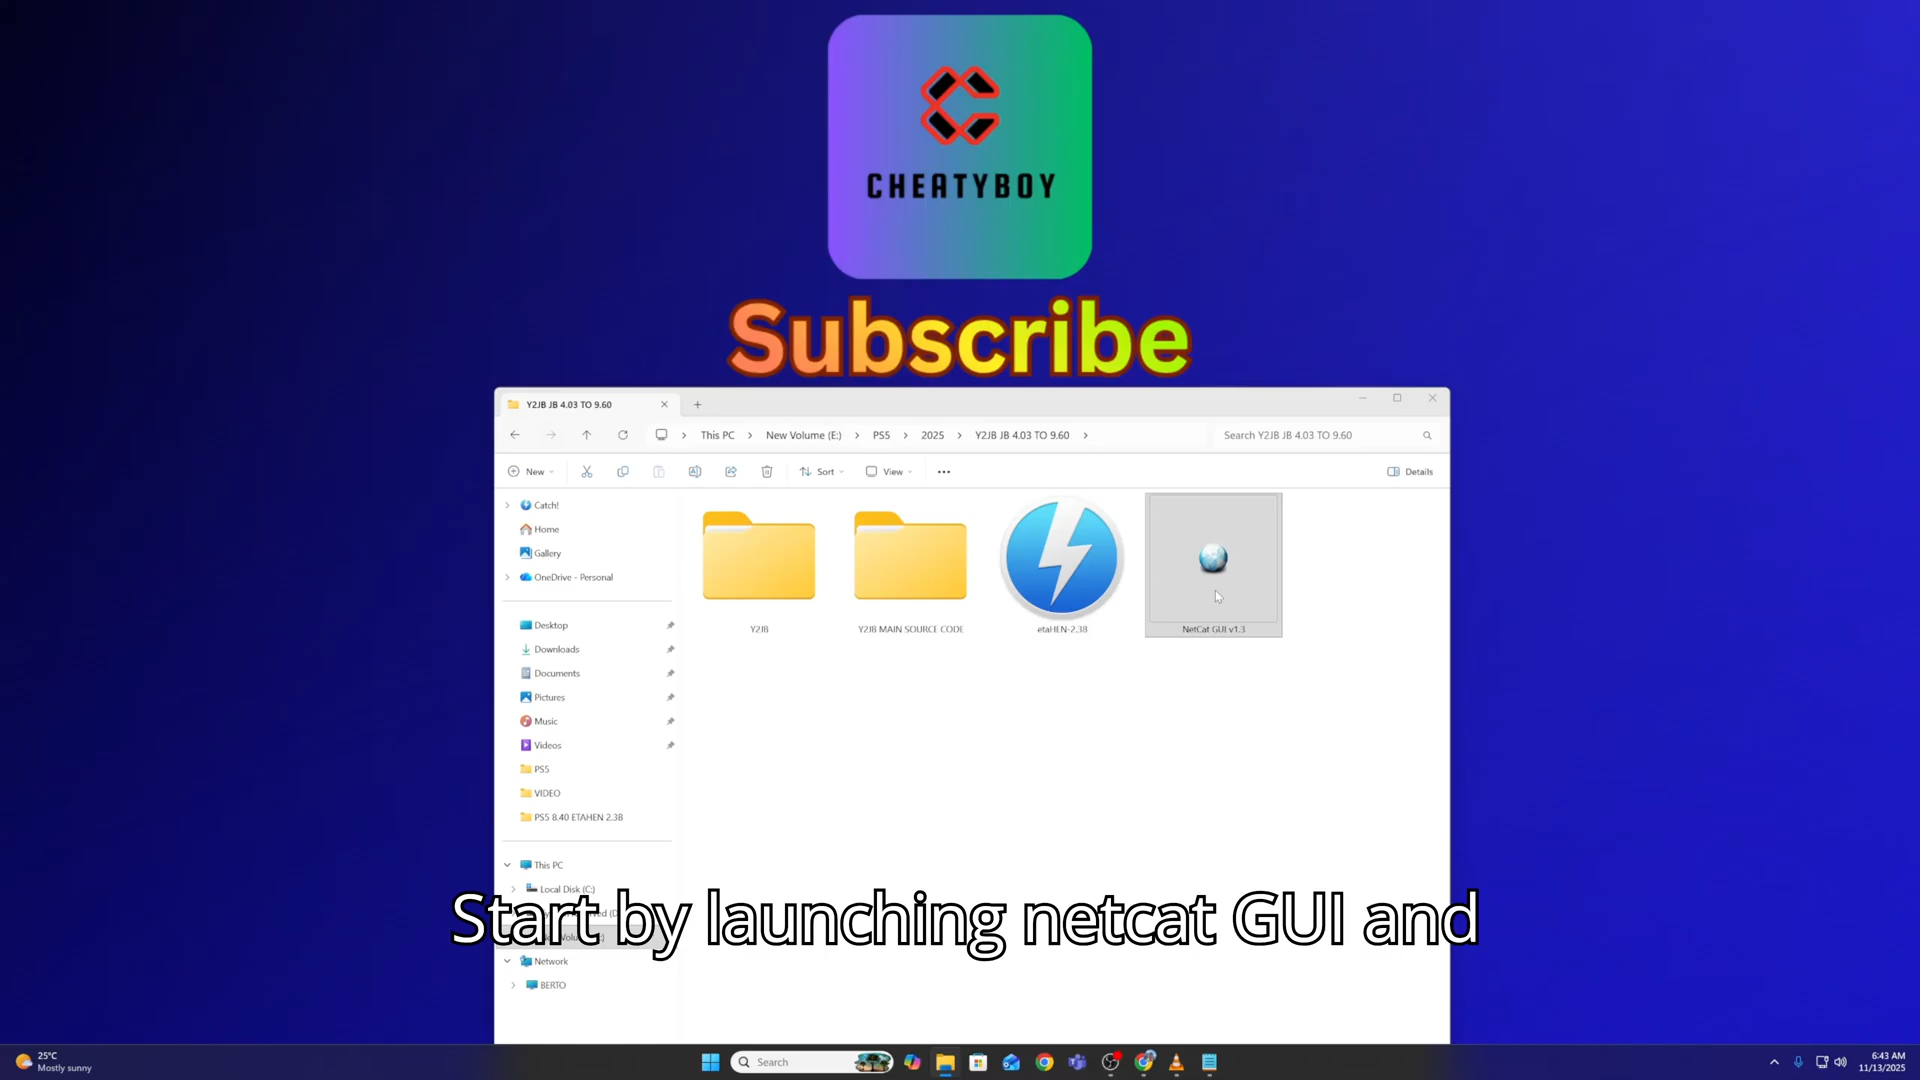 CHEATYBOY
Subscribe
Y2JB JB 4.03 TO 9.60
This PC
New Volume (E:)
PS5
2025
Y2JB JB 4.03 TO 9.60
Search Y2JB JB 4.03 TO 9.60
New
Sort
View
Details
Catch!
Home
Gallery
OneDrive - Personal
Desktop
Downloads
Documents
Pictures
Music
Videos
PS5
VIDEO
PS5 8.40 ETAHEN 2.3B
This PC
Local Disk (C:)
Network
BERTO
Y2JB
Y2JB MAIN SOURCE CODE
etaHEN-2.3B
NetCat GUI v1.3
Start by launching netcat GUI and
25°C
Mostly sunny
Search
6:43 AM
11/13/2025